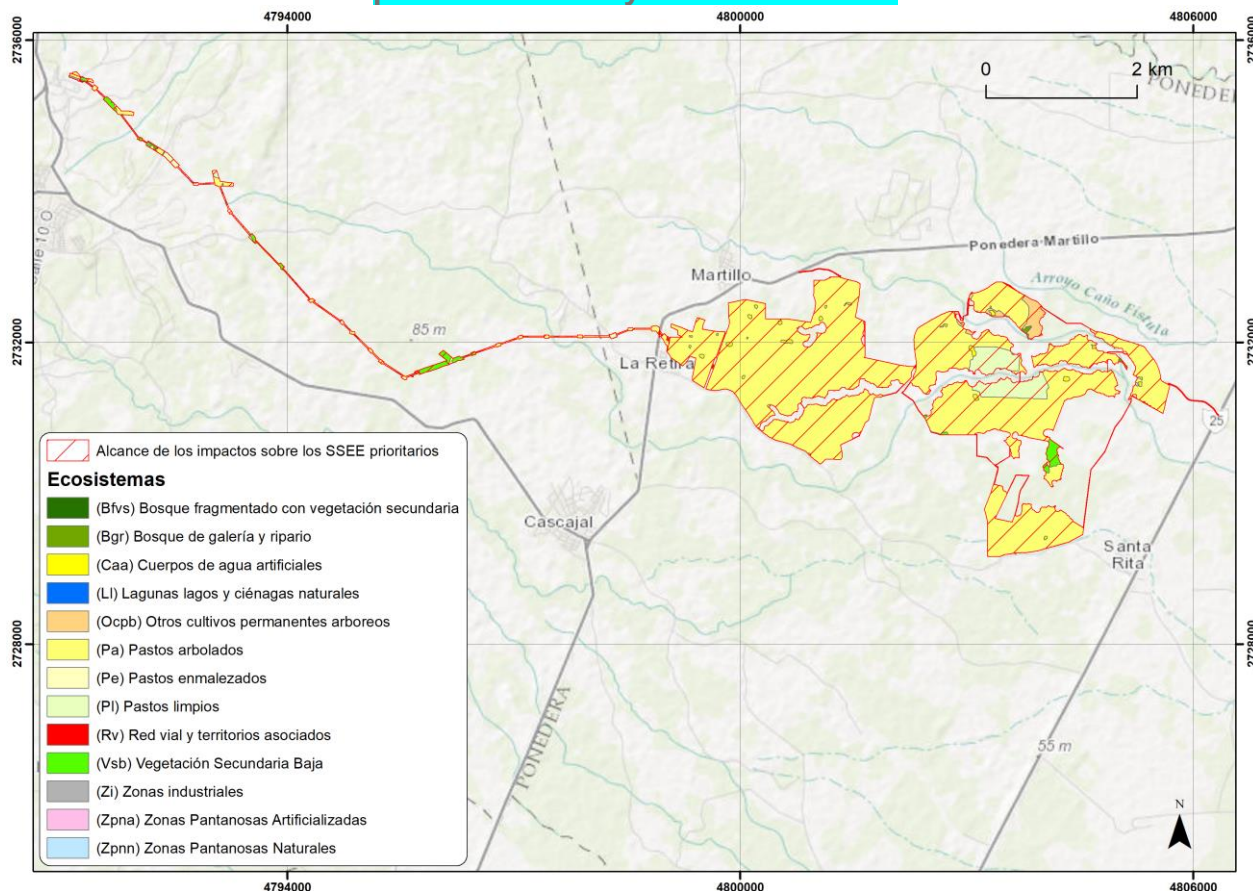 4794000
4800000
4806000
2736000
2736000
0
2 km
PONEDER
Calle 10 O
Ponedera-Martillo
Martillo
Arroyo Caño Fístula
85 m
2732000
2732000
La Retira
25
Alcance de los impactos sobre los SSEE prioritarios
Ecosistemas
(Bfvs) Bosque fragmentado con vegetación secundaria
(Bgr) Bosque de galería y ripario
(Caa) Cuerpos de agua artificiales
(Ll) Lagunas lagos y ciénagas naturales
(Ocpb) Otros cultivos permanentes arboreos
(Pa) Pastos arbolados
(Pe) Pastos enmalezados
(Pl) Pastos limpios
(Rv) Red vial y territorios asociados
(Vsb) Vegetación Secundaria Baja
(Zi) Zonas industriales
(Zpna) Zonas Pantanosas Artificializadas
(Zpnn) Zonas Pantanosas Naturales
Cascajal
Santa
Rita
2728000
2728000
PONEDERA
55 m
N
4794000
4800000
4806000